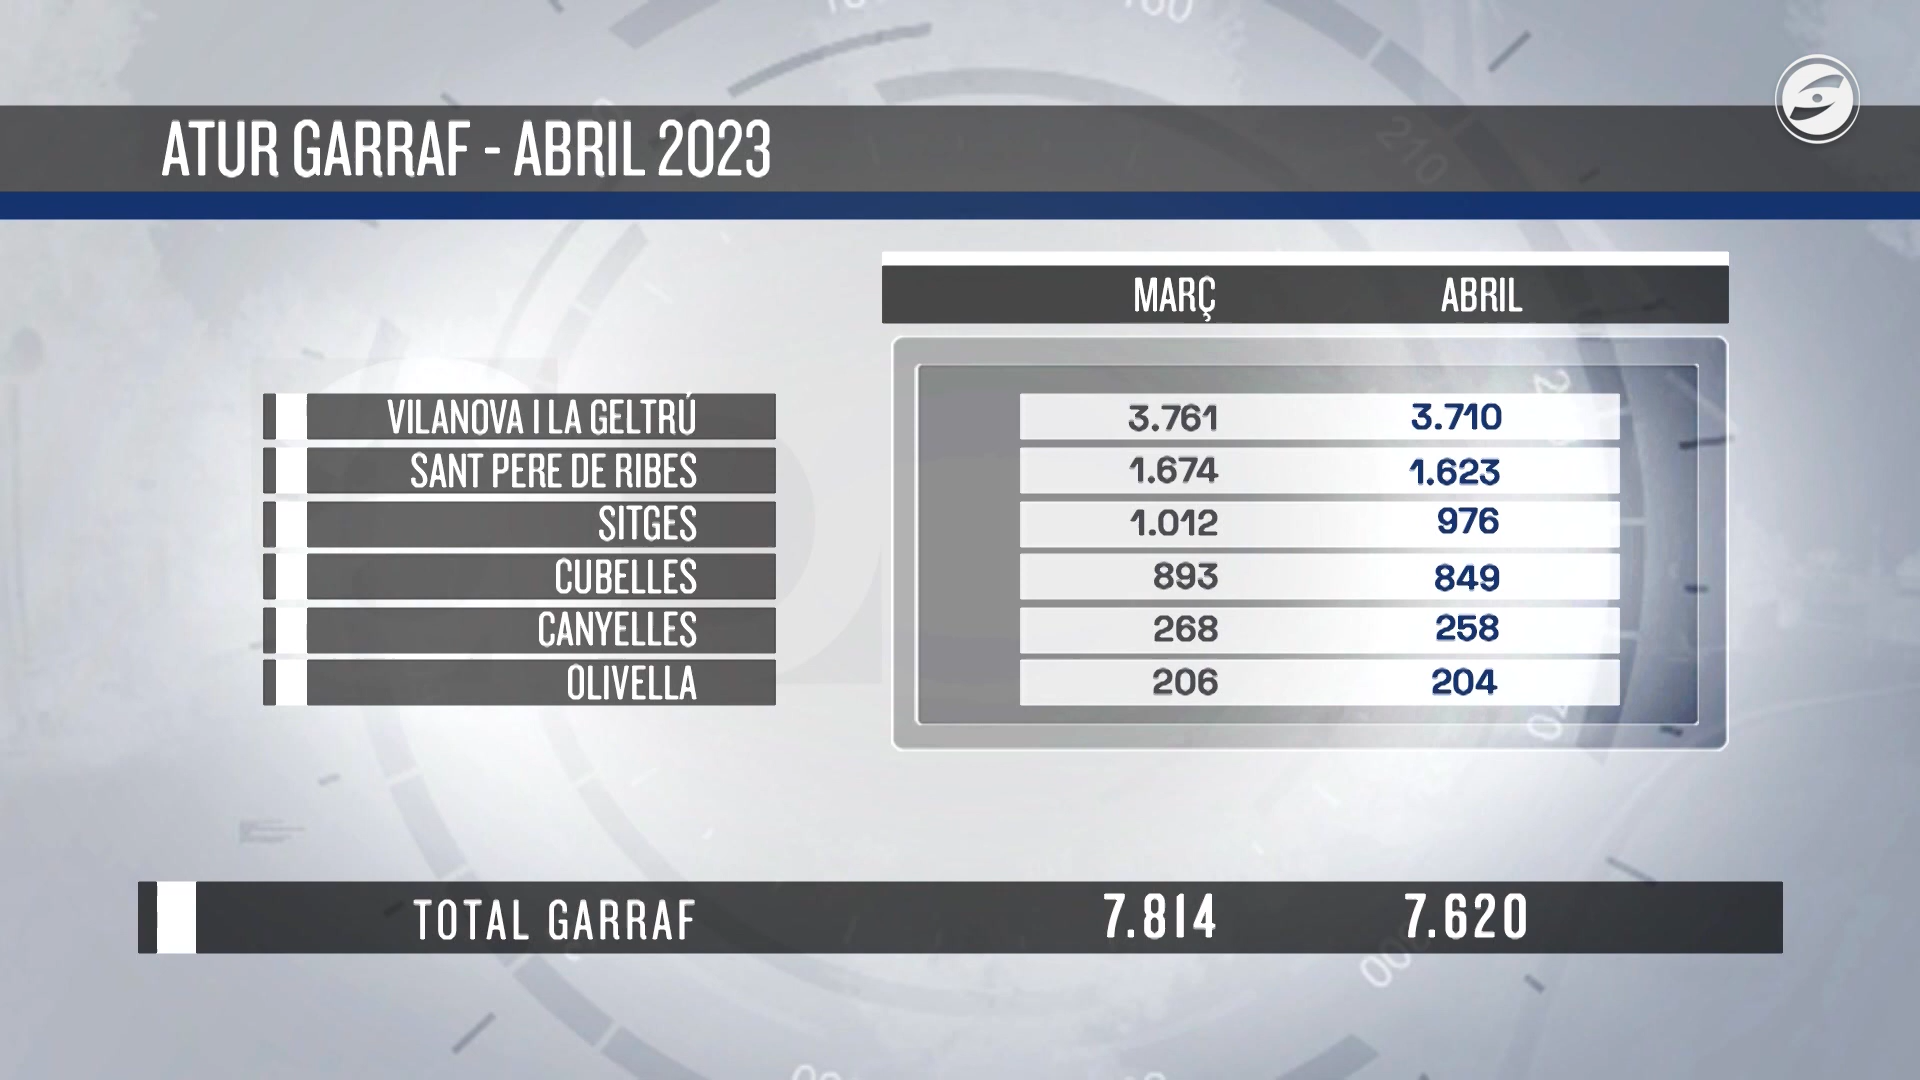 ATUR GARRAF - ABRIL 2023
MARÇ ABRIL
VILANOVA I LA GELTRÚ 3.761 3.710
SANT PERE DE RIBES 1.674 1.623
SITGES 1.012 976
CUBELLES 893 849
CANYELLES 268 258
OLIVELLA 206 204
TOTAL GARRAF 7.814 7.620
210